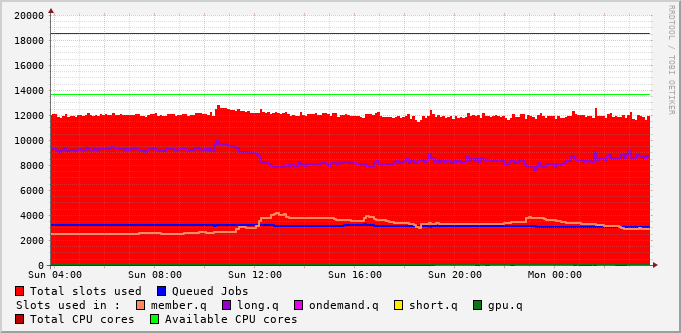 RRDTOOL / TOBI OETIKER
20000
18000
16000
14000
12000
10000
8000
6000
4000
2000
0
Sun 04:00 Sun 08:00 Sun 12:00 Sun 16:00 Sun 20:00 Mon 00:00
Total slots used Queued Jobs
Slots used in : member.q long.q ondemand.q short.q gpu.q
Total CPU cores Available CPU cores